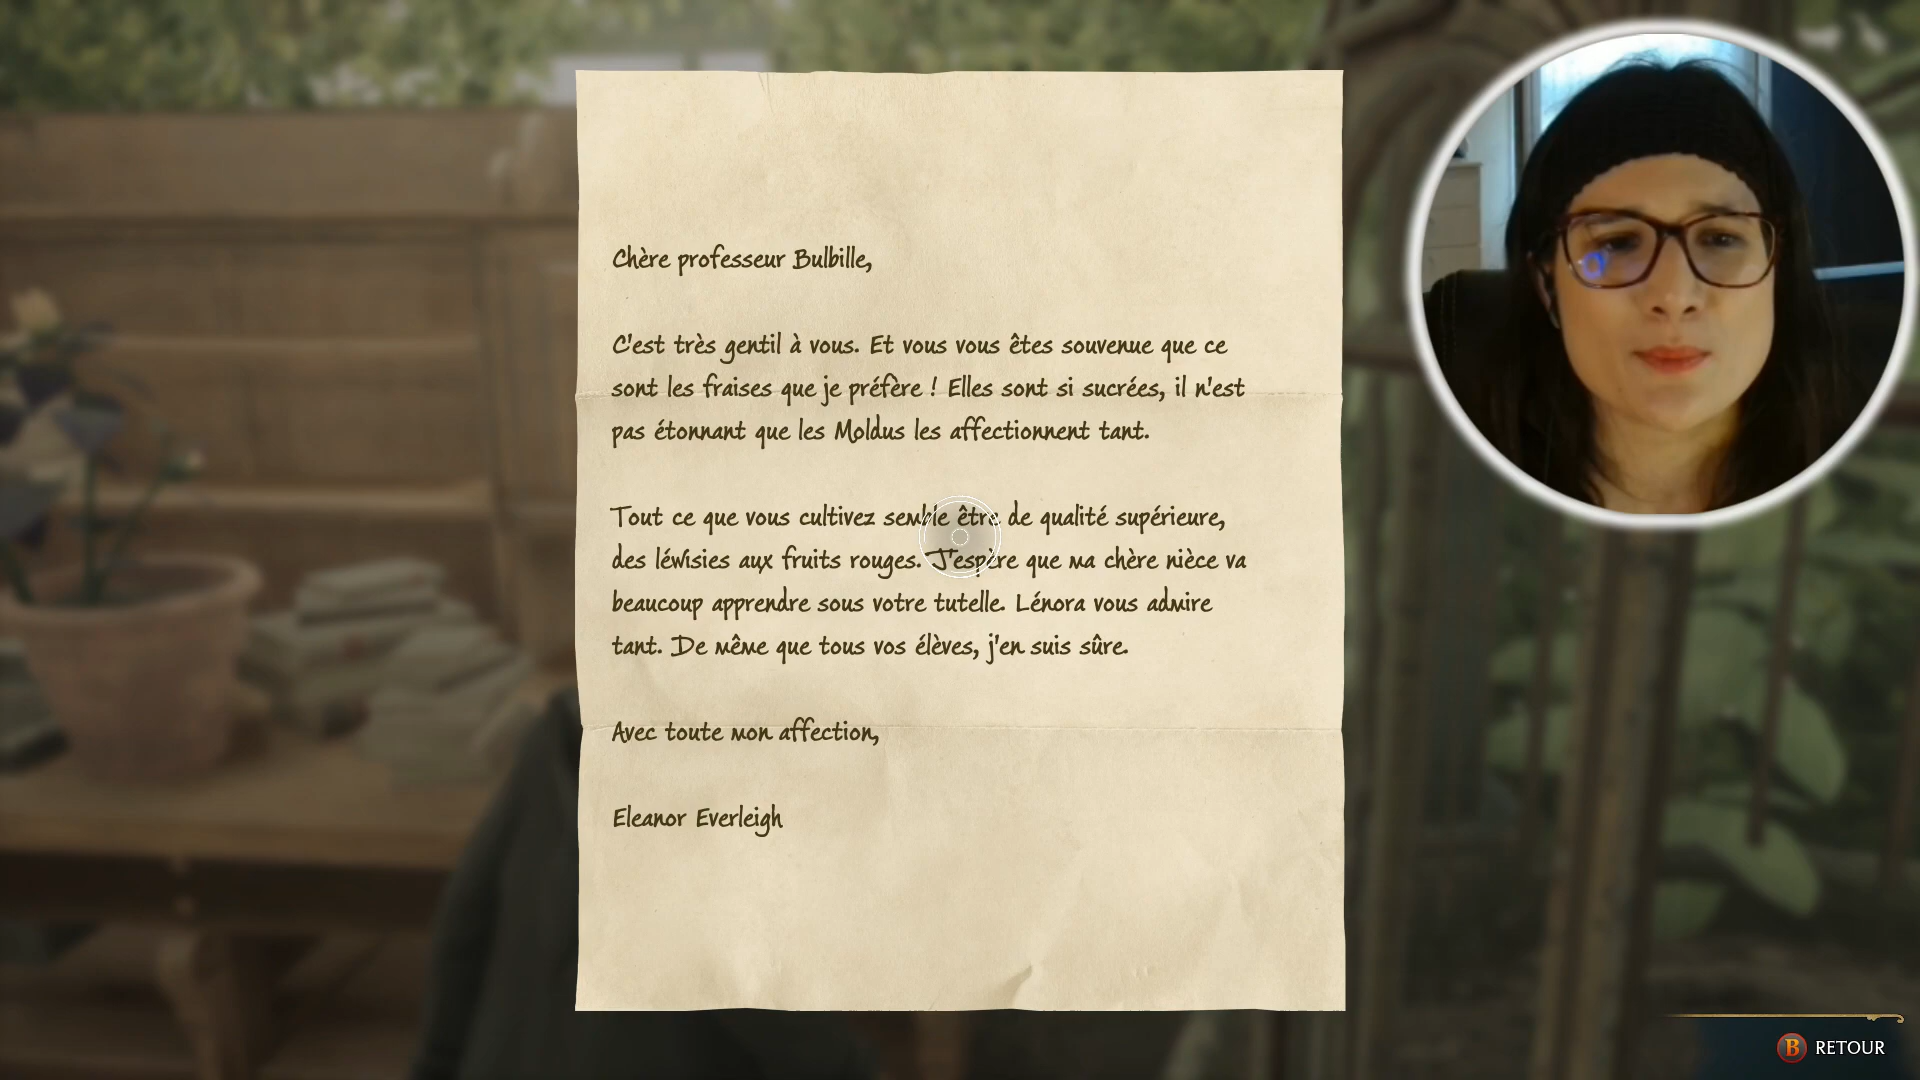 Chère professeur Bulbille,
C'est très gentil à vous. Et vous vous êtes souvenue que ce
sont les fraises que je préfère ! Elles sont si sucrées, il n'est
pas étonnant que les Moldus les affectionnent tant.
Tout ce que vous cultivez semble être de qualité supérieure,
des léwisies aux fruits rouges. J'espère que ma chère nièce va
beaucoup apprendre sous votre tutelle. Lénora vous admire
tant. De même que tous vos élèves, j'en suis sûre.
Avec toute mon affection,
Eleanor Everleigh
B RETOUR